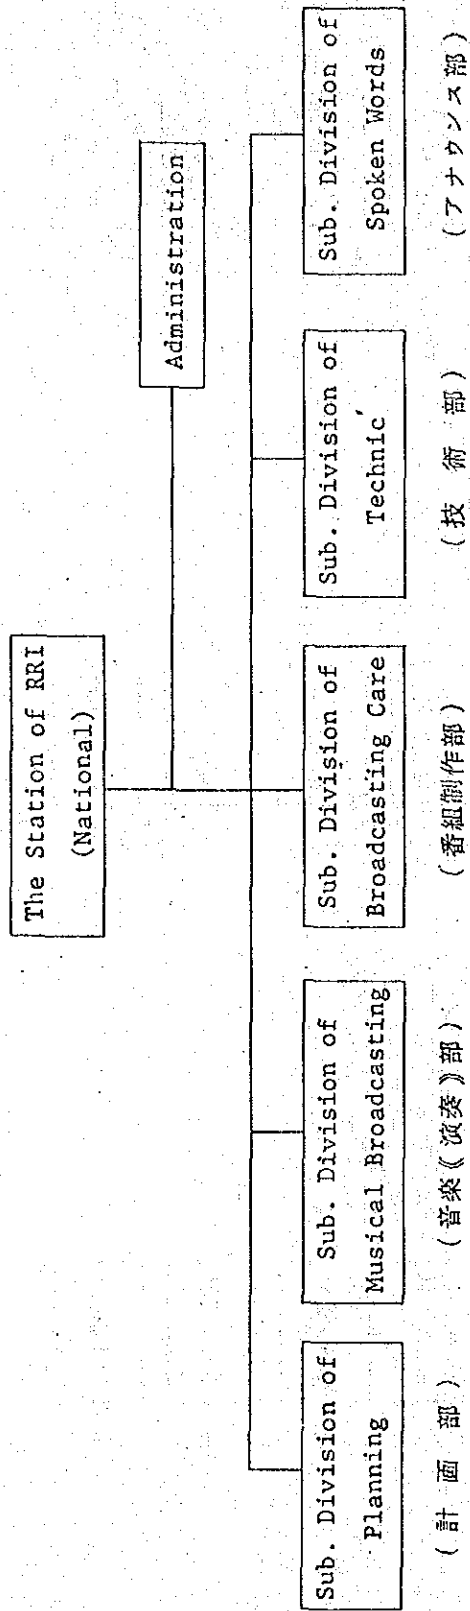 The Station of RRI
(National)
Administration
Sub. Division of
Planning
Sub. Division of
Musical Broadcasting
Sub. Division of
Broadcasting Care
Sub. Division of
Technic
Sub. Division of
Spoken Words
(計画部)
(音楽(演奏)部)
(番組制作部)
(技術部)
(アナウンス部)